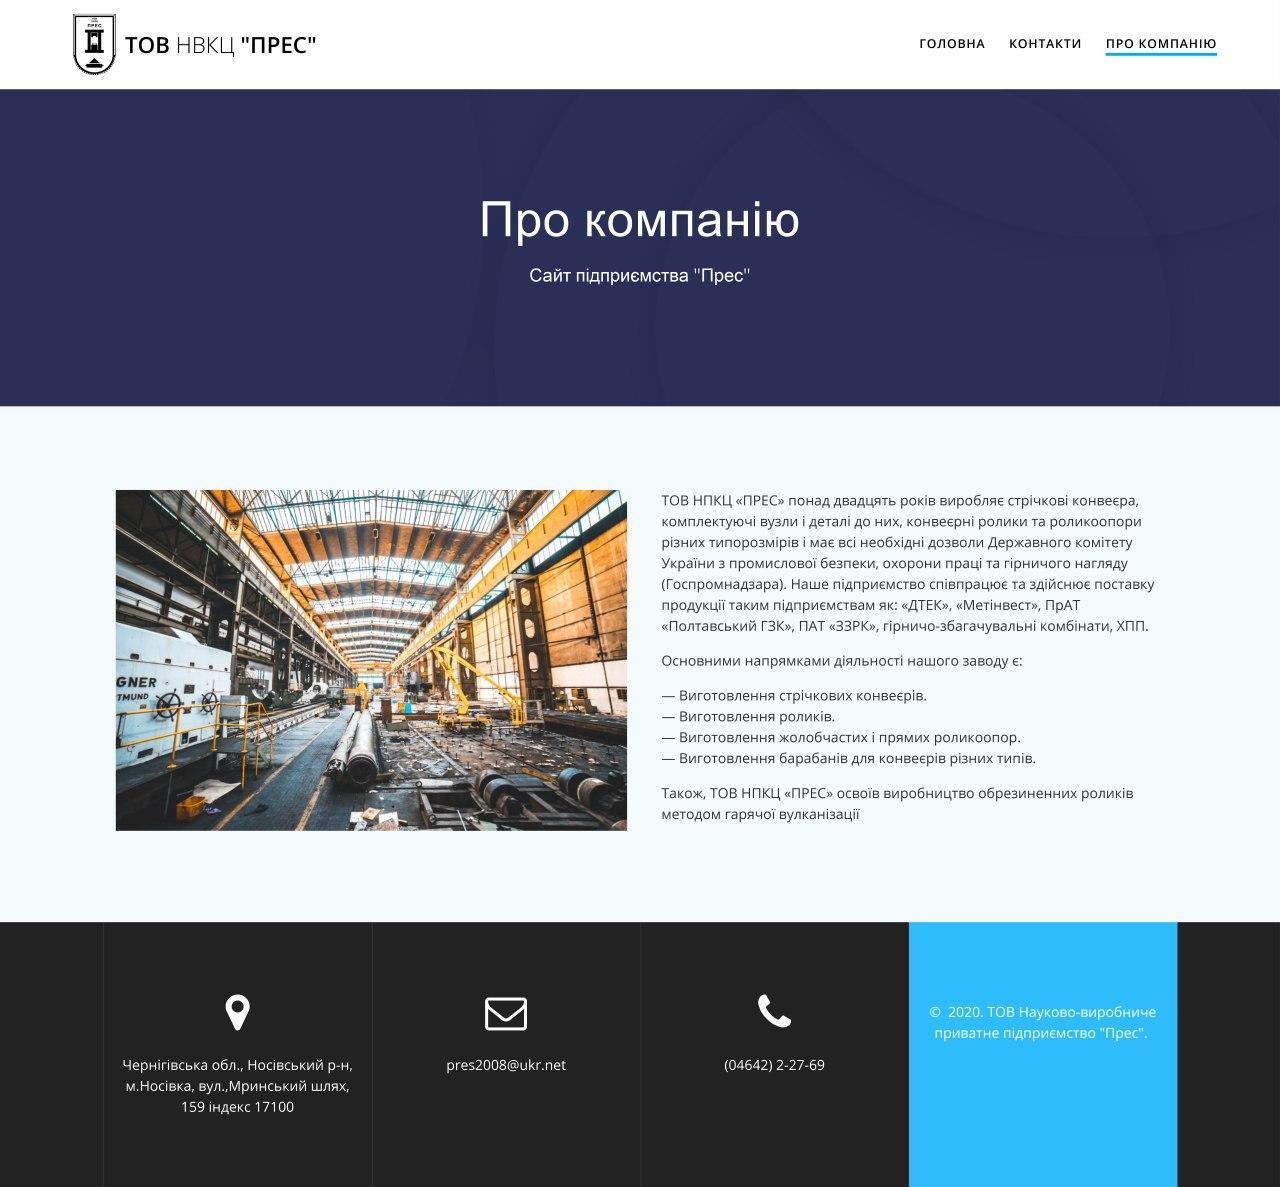 ПРЕС
ТОВ НВКЦ "ПРЕС"
ГОЛОВНА КОНТАКТИ ПРО КОМПАНІЮ
Про компанію
Сайт підприємства "Прес"
GNER
TMUND
ТОВ НПКЦ «ПРЕС» понад двадцять років виробляє стрічкові конвеєра,
комплектуючі вузли і деталі до них, конвеєрні ролики та роликоопори
різних типорозмірів і має всі необхідні дозволи Державного комітету
України з промислової безпеки, охорони праці та гірничого нагляду
(Госпромнадзара). Наше підприємство співпрацює та здійснює поставку
продукції таким підприємствам як: «ДТЕК», «Метінвест», ПрАТ
«Полтавський ГЗК», ПАТ «ЗЗРК», гірничо-збагачувальні комбінати, ХПП.
Основними напрямками діяльності нашого заводу є:
— Виготовлення стрічкових конвеєрів.
— Виготовлення роликів.
— Виготовлення жолобчастих і прямих роликоопор.
— Виготовлення барабанів для конвеєрів різних типів.
Також, ТОВ НПКЦ «ПРЕС» освоїв виробництво обрезиненних роликів
методом гарячої вулканізації
Чернігівська обл., Носівський р-н,
м.Носівка, вул.,Мринський шлях,
159 індекс 17100
pres2008@ukr.net
(04642) 2-27-69
© 2020. ТОВ Науково-виробниче
приватне підприємство "Прес".